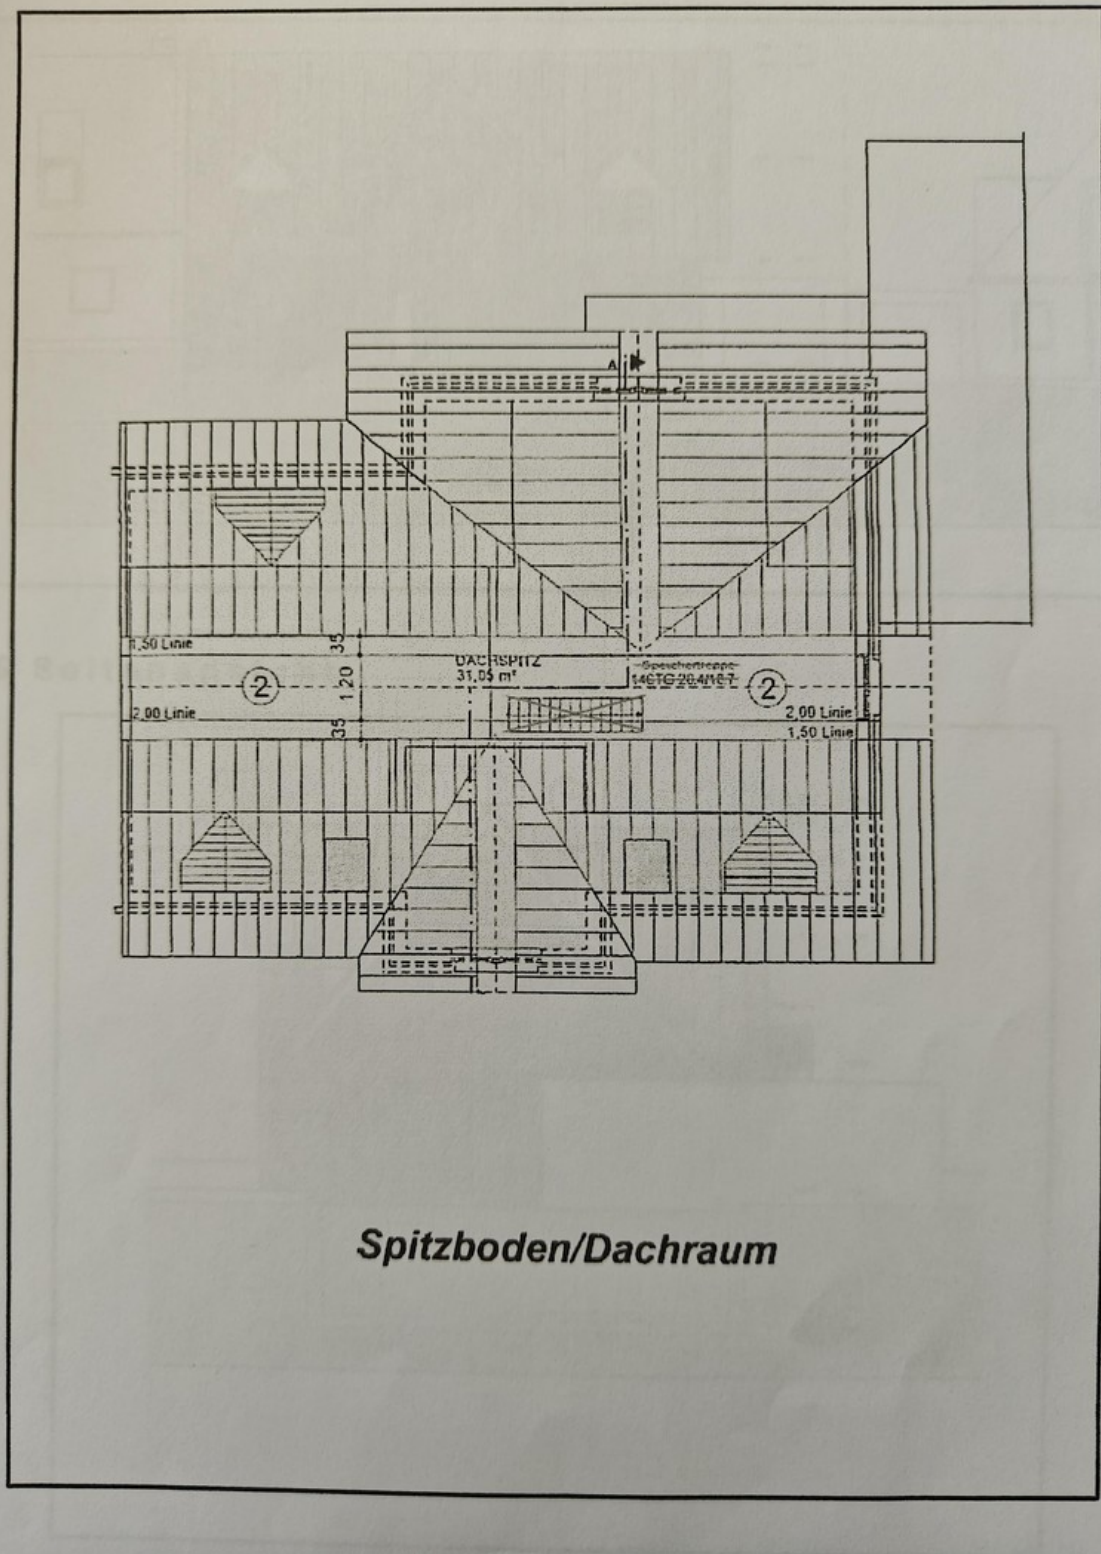 A
1,50 Linie
35
DACHSPITZ
31,05 m²
Speichertreppe
2
1,20
2
2,00 Linie
2,00 Linie
35
1,50 Linie
Spitzboden/Dachraum